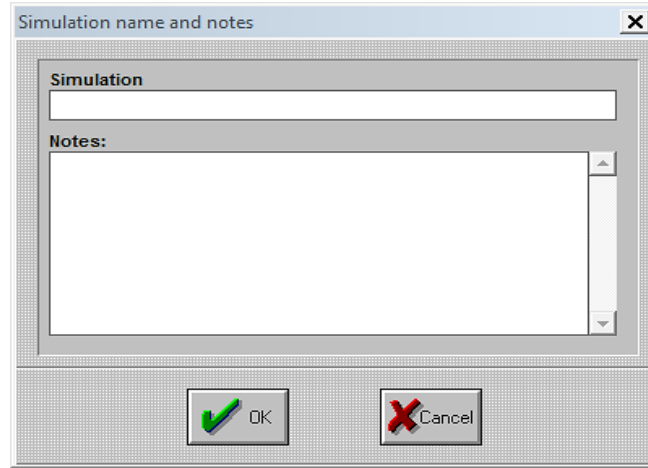 Simulation name and notes
Simulation
Notes:
OK
Cancel